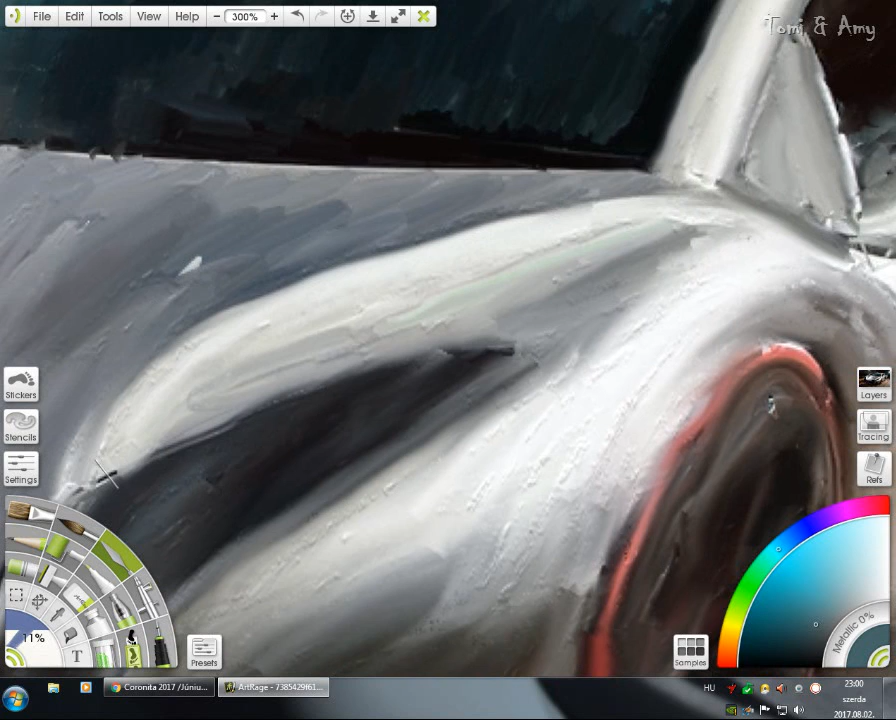 File Edit Tools View Help − 300% +
Tomi & Amy
Stickers
Stencils
Settings
Layers
Tracing
Refs
11%
T
Presets
Samples
Metallic 0%
Coronita 2017 /Júniu...
ArtRage - 7385429f61...
HU
23:00
szerda
2017.08.02.